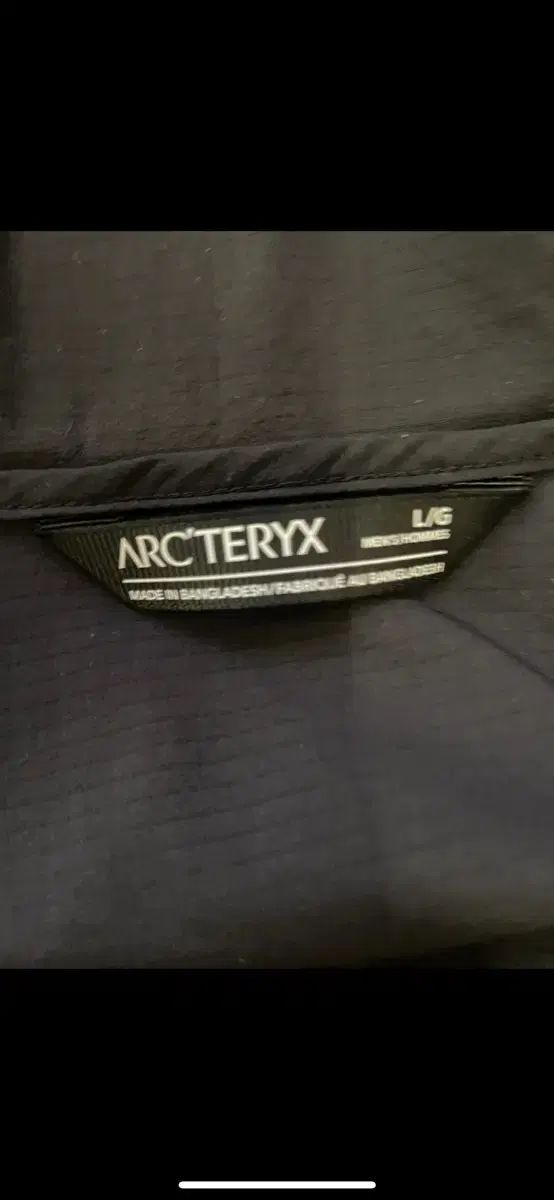 ARC'TERYX
L/G
MEN'S HOMMES
MADE IN BANGLADESH/FABRIQUÉ AU BANGLADESH